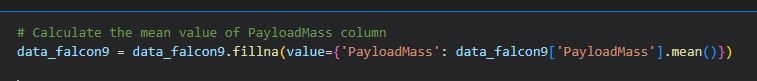 # Calculate the mean value of PayloadMass column
data_falcon9 = data_falcon9.fillna(value={'PayloadMass': data_falcon9['PayloadMass'].mean()})